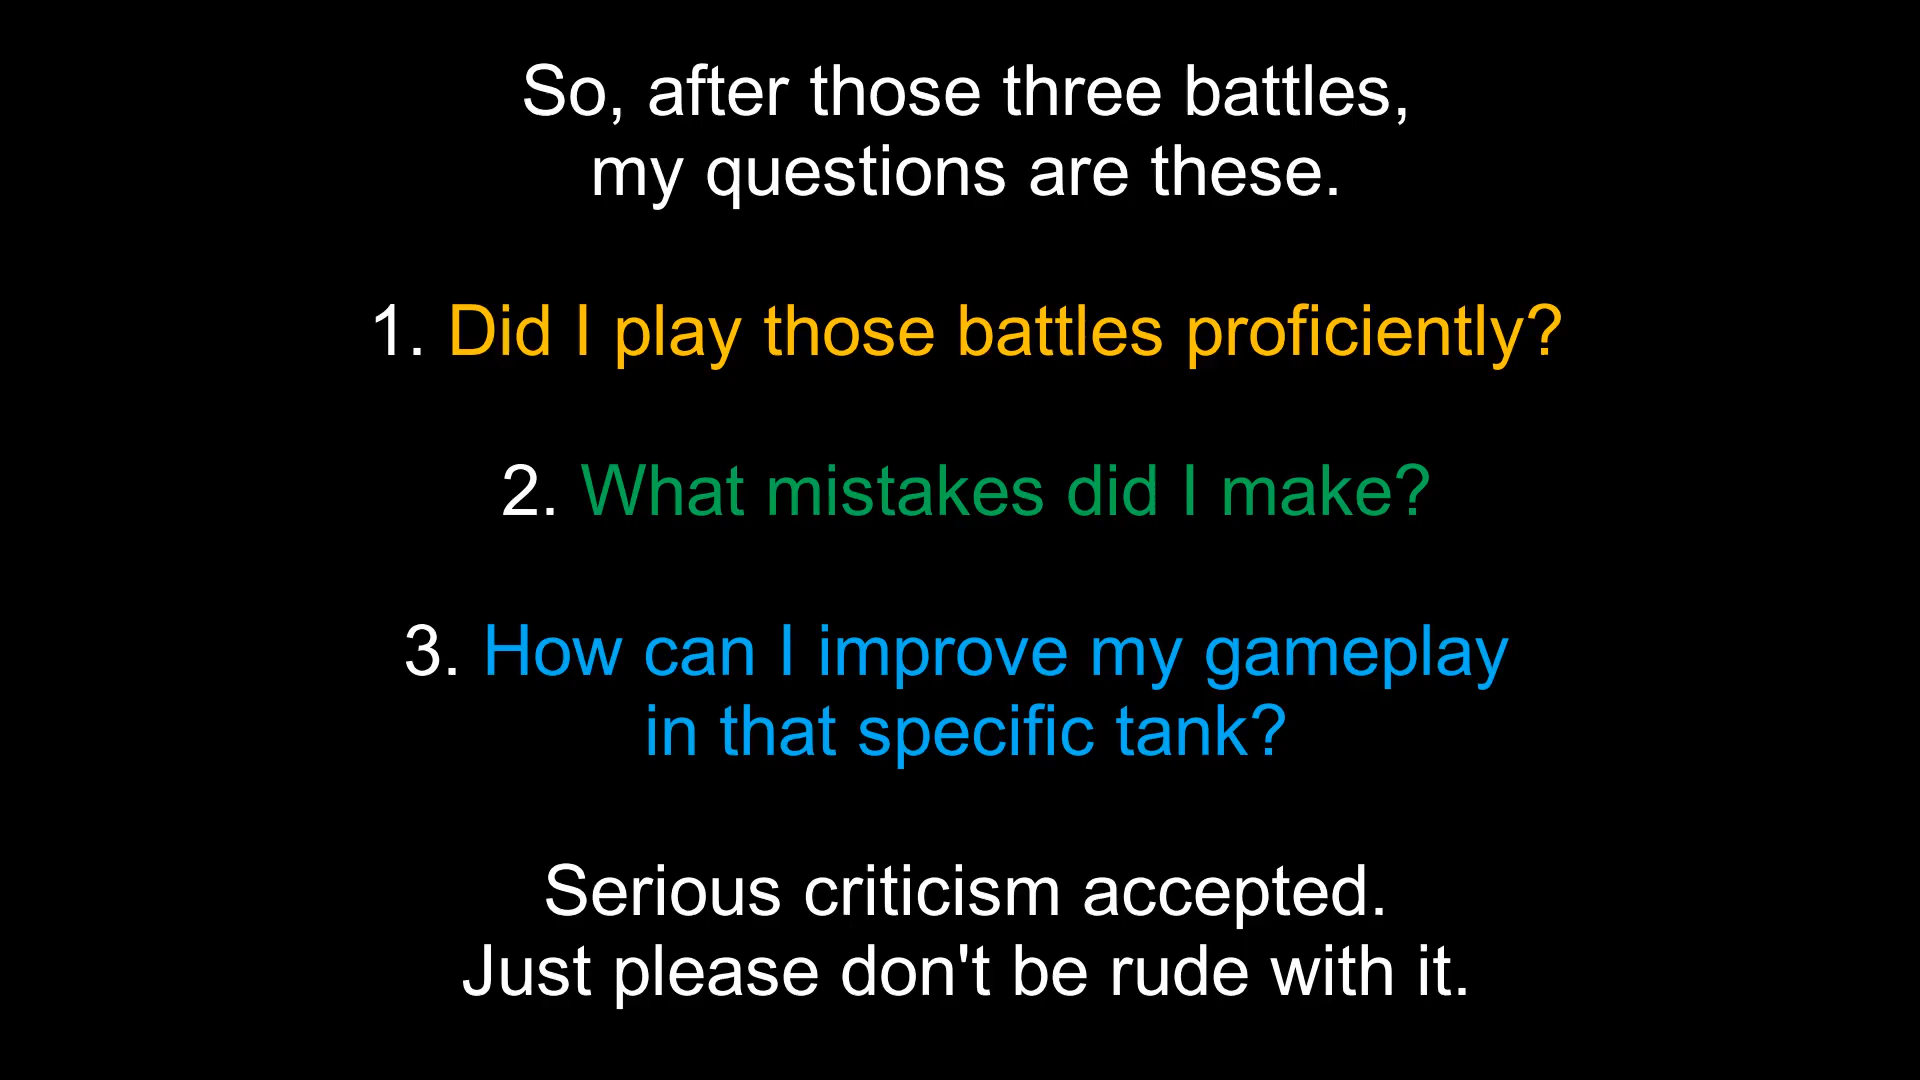 So, after those three battles,
my questions are these.
1. Did I play those battles proficiently?
2. What mistakes did I make?
3. How can I improve my gameplay
in that specific tank?
Serious criticism accepted.
Just please don't be rude with it.